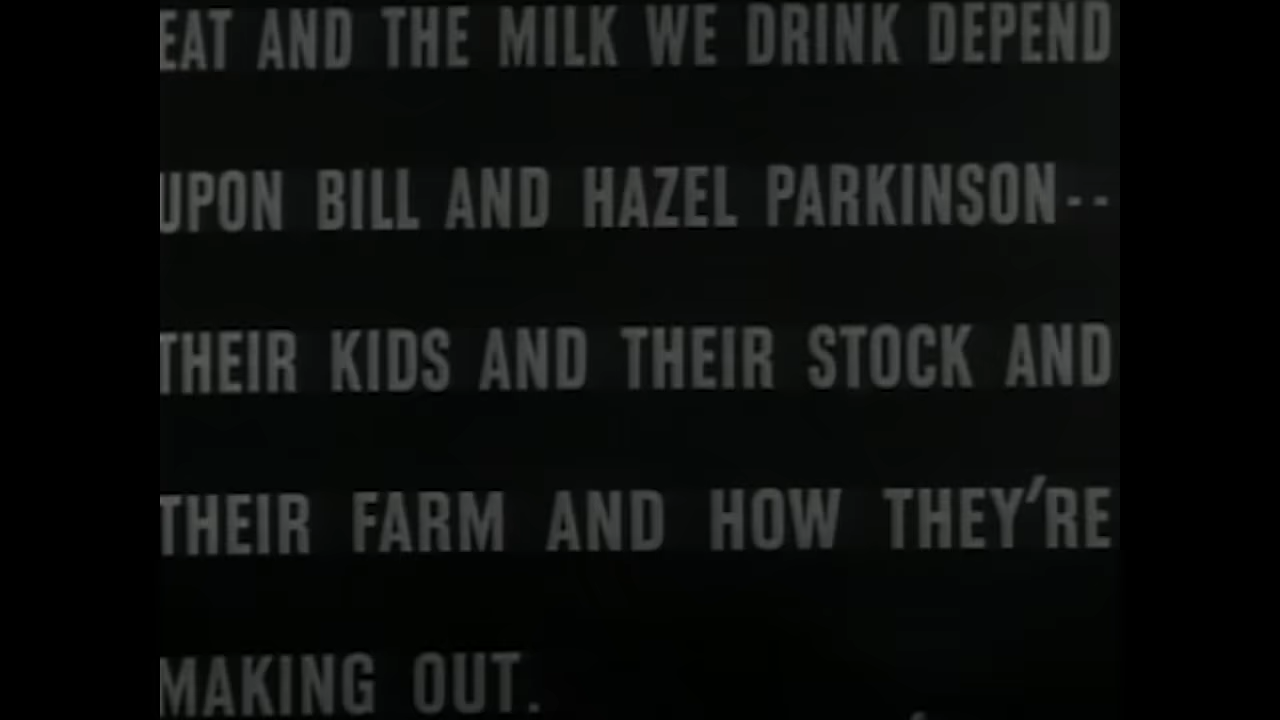 EAT AND THE MILK WE DRINK DEPEND
UPON BILL AND HAZEL PARKINSON--
THEIR KIDS AND THEIR STOCK AND
THEIR FARM AND HOW THEY'RE
MAKING OUT.